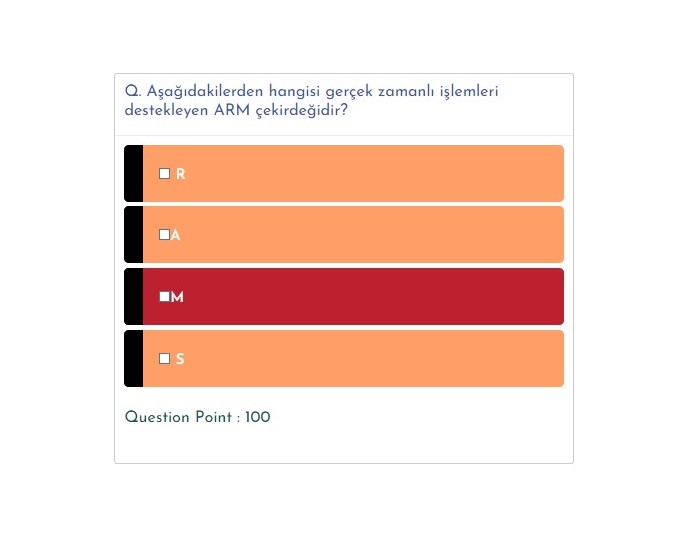 Q. Aşağıdakilerden hangisi gerçek zamanlı işlemleri
destekleyen ARM çekirdeğidir?
R
A
M
S
Question Point : 100